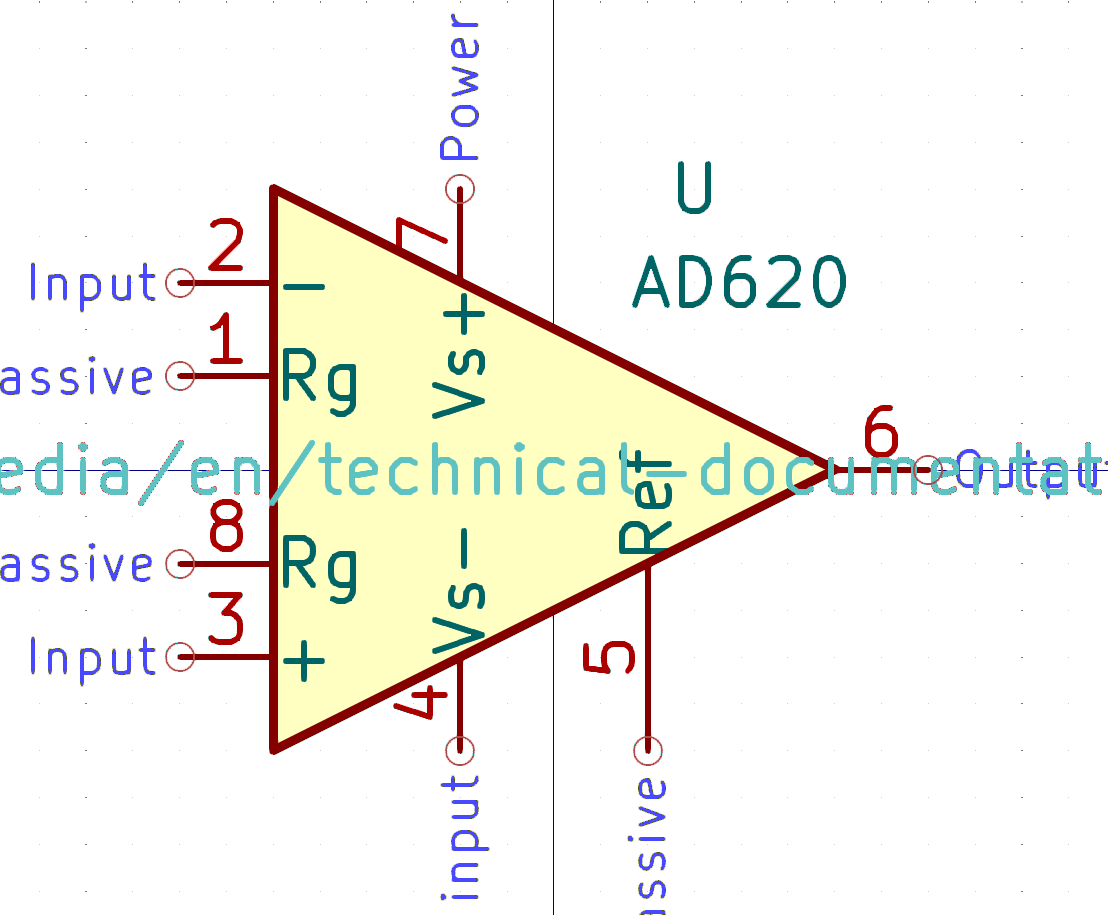 Power
U
AD620
7
2
Input
−
Vs+
1
assive
Rg
6
Output
edia/en/technical-documentat
Ref
8
assive
Rg
Vs-
3
Input
+
5
4
input
assive